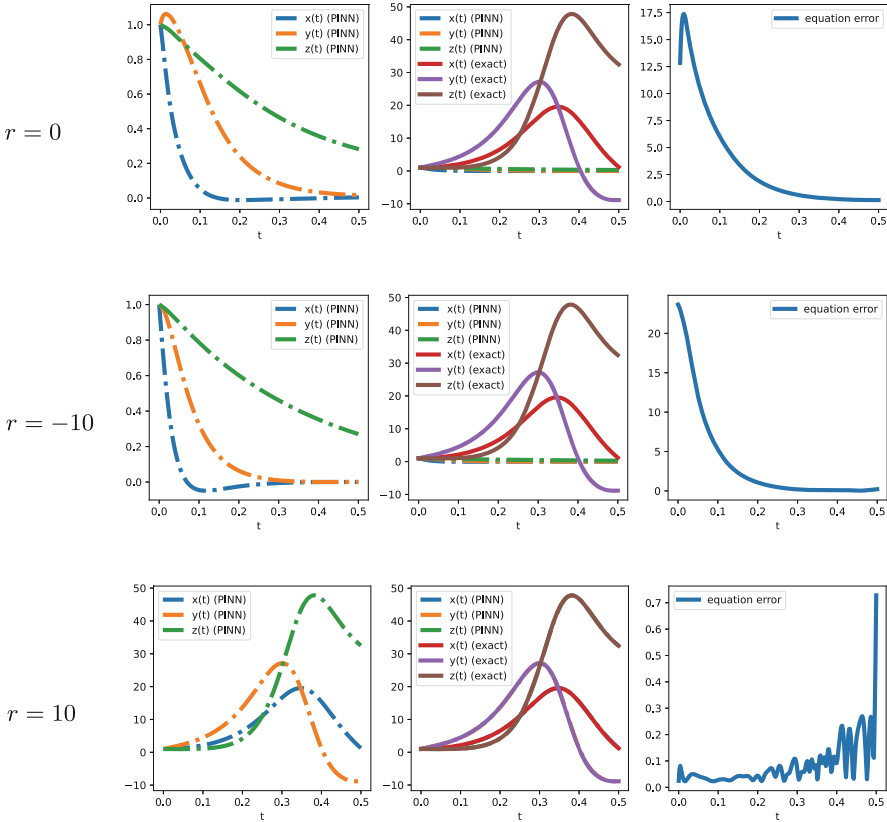 r = 0
1.0
0.8
0.6
0.4
0.2
0.0
0.0 0.1 0.2 0.3 0.4 0.5
t
x(t) (PINN)
y(t) (PINN)
z(t) (PINN)
50
40
30
20
10
0
−10
0.0 0.1 0.2 0.3 0.4 0.5
t
x(t) (PINN)
y(t) (PINN)
z(t) (PINN)
x(t) (exact)
y(t) (exact)
z(t) (exact)
17.5
15.0
12.5
10.0
7.5
5.0
2.5
0.0
0.0 0.1 0.2 0.3 0.4 0.5
t
equation error
r = −10
1.0
0.8
0.6
0.4
0.2
0.0
0.0 0.1 0.2 0.3 0.4 0.5
t
x(t) (PINN)
y(t) (PINN)
z(t) (PINN)
50
40
30
20
10
0
−10
0.0 0.1 0.2 0.3 0.4 0.5
t
x(t) (PINN)
y(t) (PINN)
z(t) (PINN)
x(t) (exact)
y(t) (exact)
z(t) (exact)
20
15
10
5
0
0.0 0.1 0.2 0.3 0.4 0.5
t
equation error
r = 10
50
40
30
20
10
0
−10
0.0 0.1 0.2 0.3 0.4 0.5
t
x(t) (PINN)
y(t) (PINN)
z(t) (PINN)
50
40
30
20
10
0
−10
0.0 0.1 0.2 0.3 0.4 0.5
t
x(t) (PINN)
y(t) (PINN)
z(t) (PINN)
x(t) (exact)
y(t) (exact)
z(t) (exact)
0.7
0.6
0.5
0.4
0.3
0.2
0.1
0.0
0.0 0.1 0.2 0.3 0.4 0.5
t
equation error